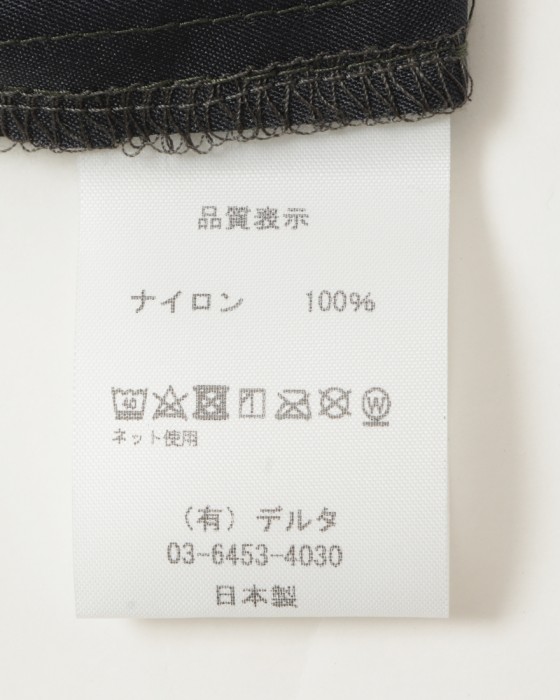 品質表示
ナイロン 100%
40 W
ネット使用
(有) デルタ
03-6453-4030
日本製